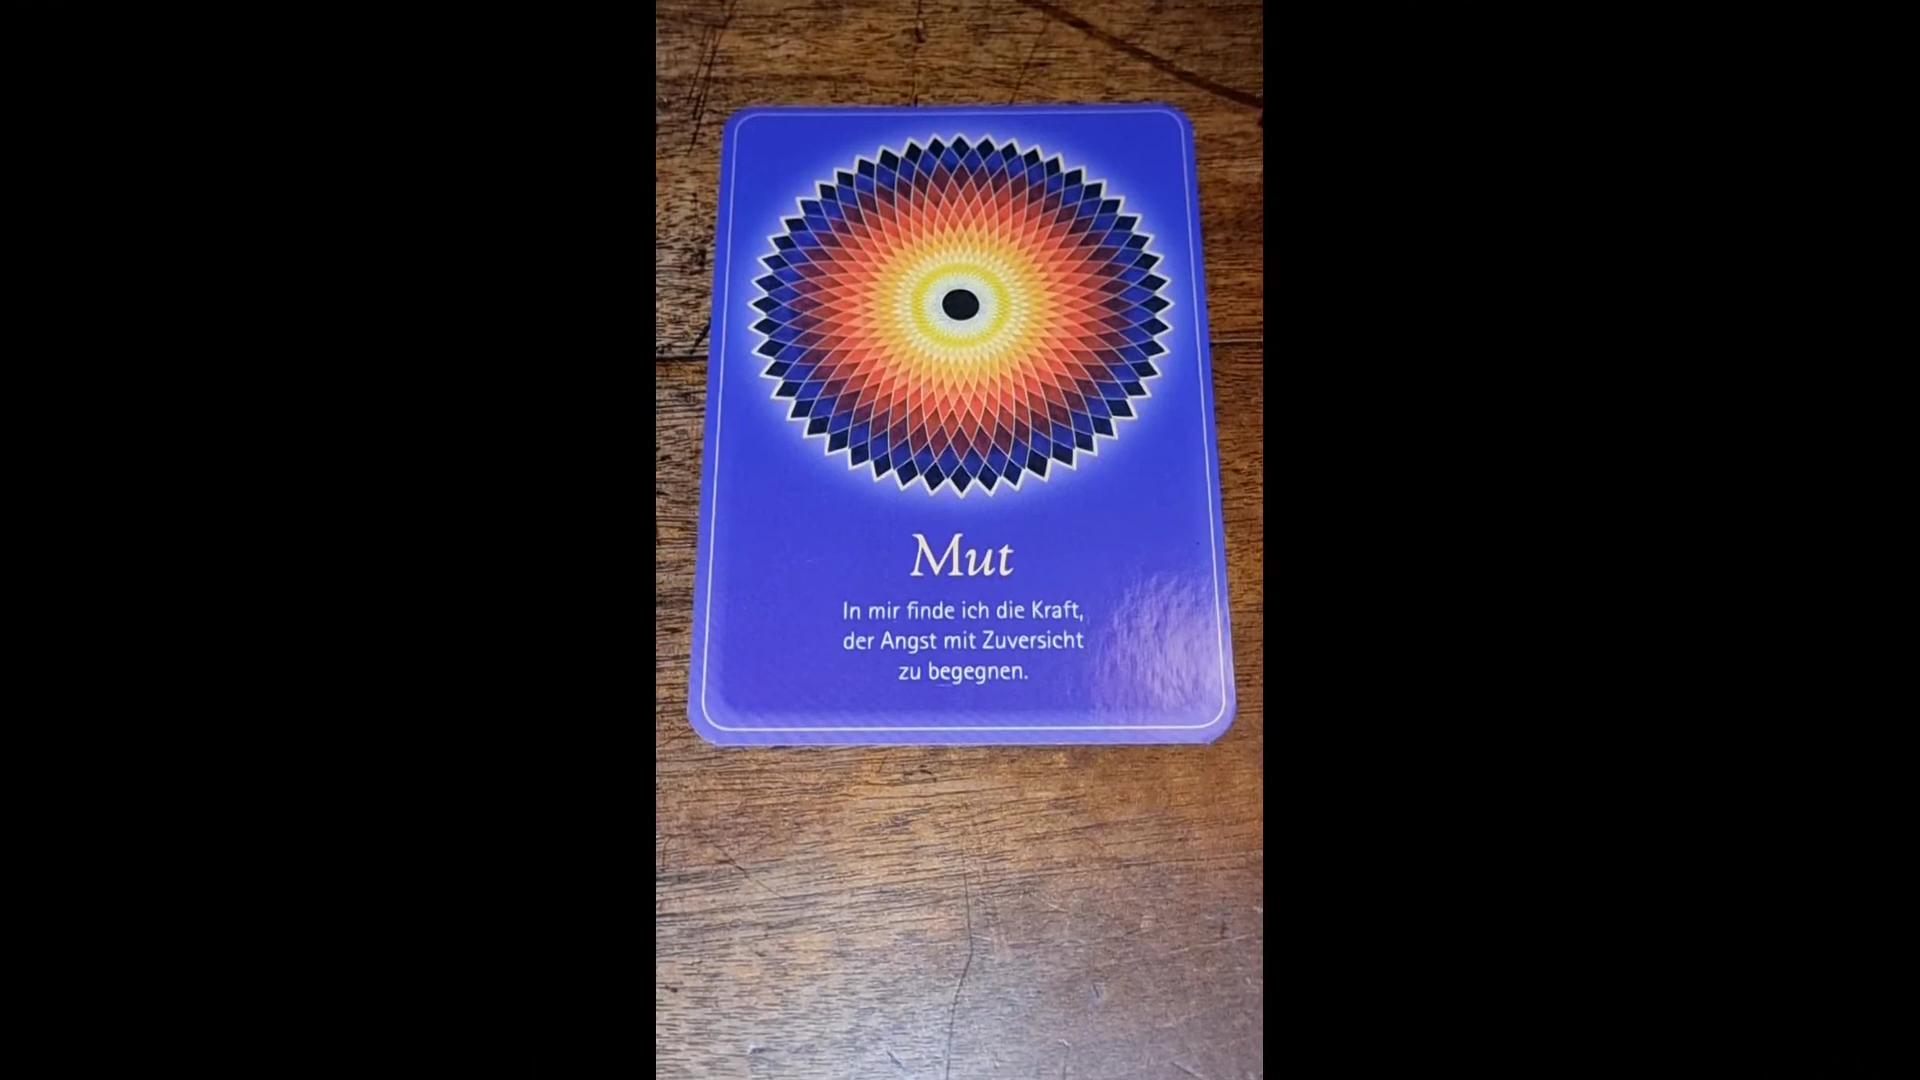 Mut
In mir finde ich die Kraft,
der Angst mit Zuversicht
zu begegnen.